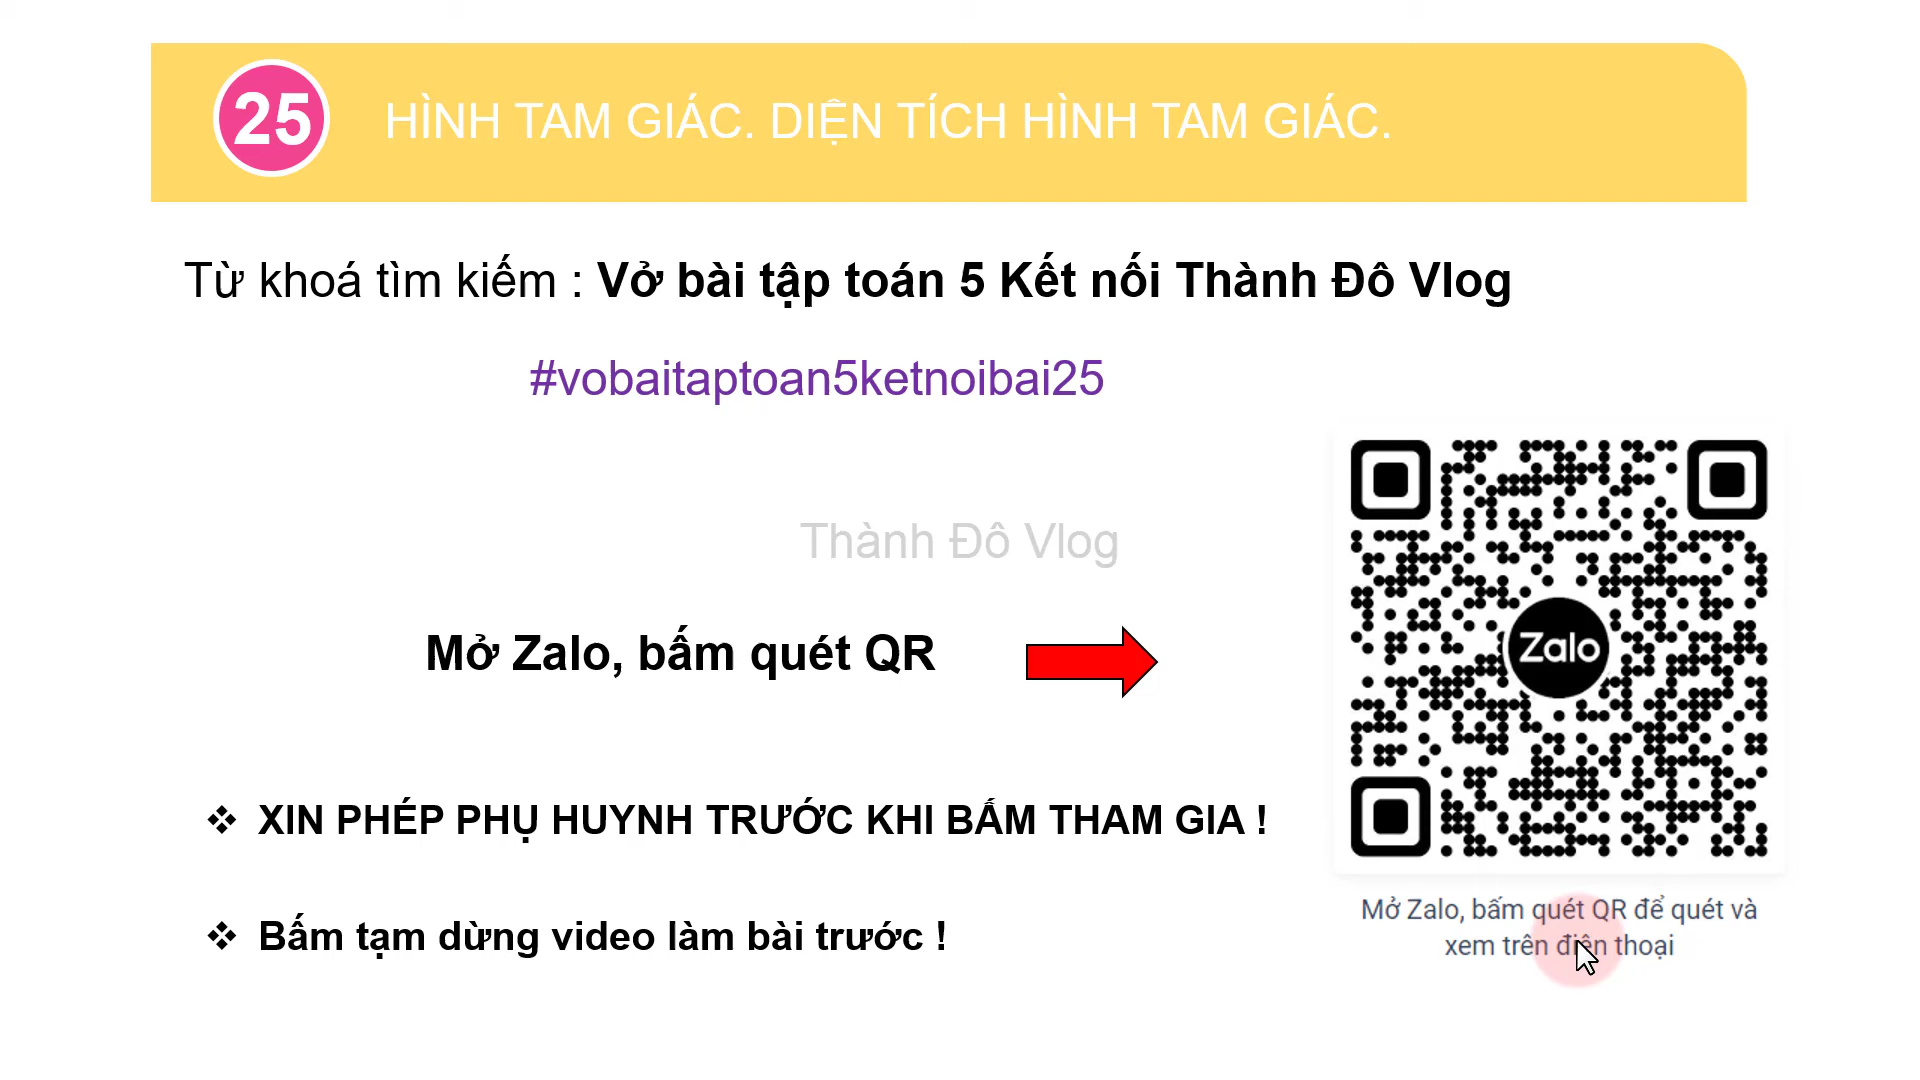 25
HÌNH TAM GIÁC. DIỆN TÍCH HÌNH TAM GIÁC.
Từ khoá tìm kiếm : Vở bài tập toán 5 Kết nối Thành Đô Vlog
#vobaitaptoan5ketnoibai25
Thành Đô Vlog
Mở Zalo, bấm quét QR
Zalo
XIN PHÉP PHỤ HUYNH TRƯỚC KHI BẤM THAM GIA !
Bấm tạm dừng video làm bài trước !
Mở Zalo, bấm quét QR để quét và
xem trên điện thoại